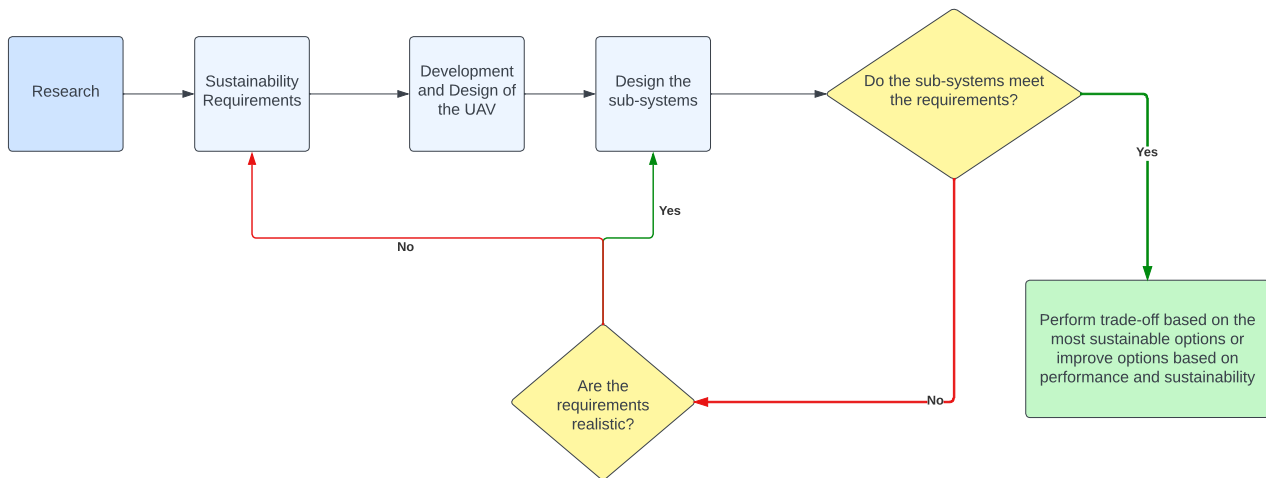 Research
Sustainability
Requirements
Development
and Design of
the UAV
Design the
sub-systems
Do the sub-systems meet
the requirements?
Yes
Yes
No
Perform trade-off based on the
most sustainable options or
improve options based on
performance and sustainability
Are the
requirements
realistic?
No